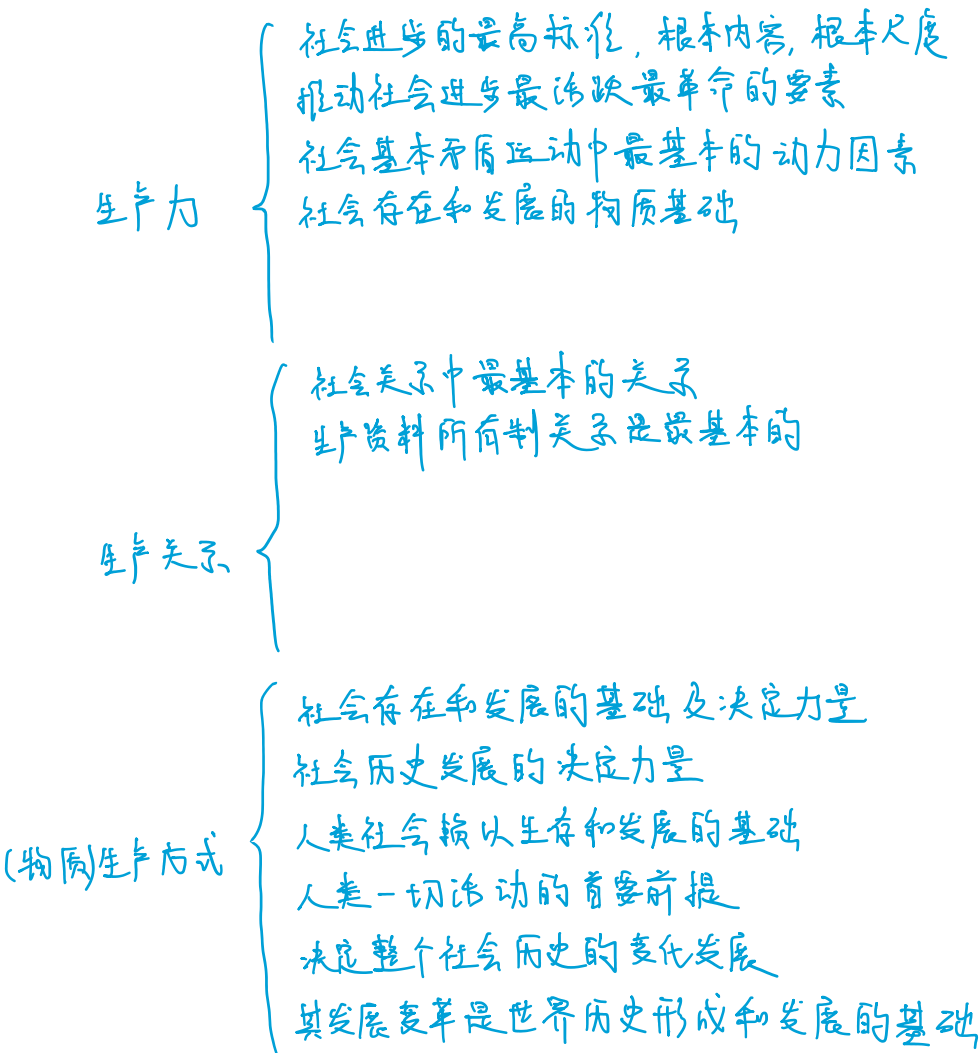 生产力
社会进步的最高标准,根本内容,根本尺度
推动社会进步最活跃最革命的要素
社会基本矛盾运动中最基本的动力因素
社会存在和发展的物质基础
生产关系
社会关系中最基本的关系
生产资料所有制关系是最基本的
(物质)生产方式
社会存在和发展的基础及决定力量
社会历史发展的决定力量
人类社会赖以生存和发展的基础
人类一切活动的首要前提
决定整个社会历史的变化发展
其发展变革是世界历史形成和发展的基础